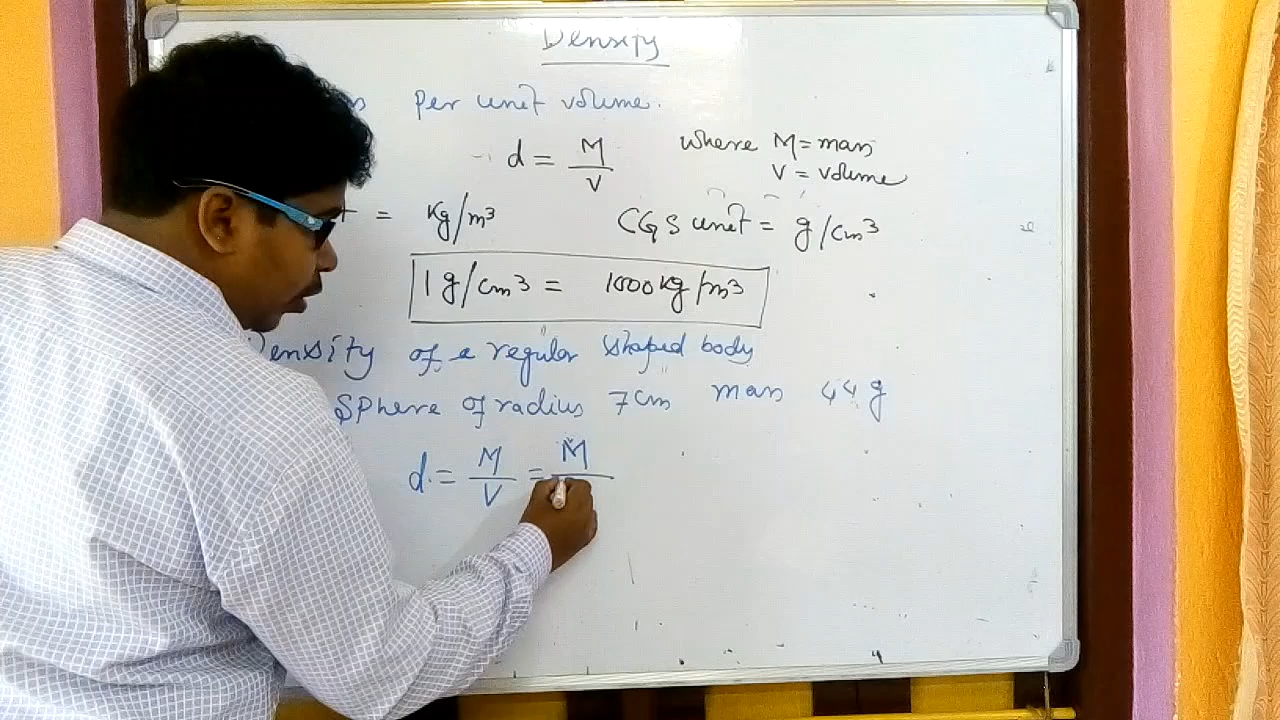 Density
per unit volume.
d = M/V where M = mass
V = volume
= Kg/m³ CGS unit = g/cm³
1 g/cm³ = 1000 Kg/m³
Density of a regular shaped body
Sphere of radius 7cm mass 44 g
d = M/V = M